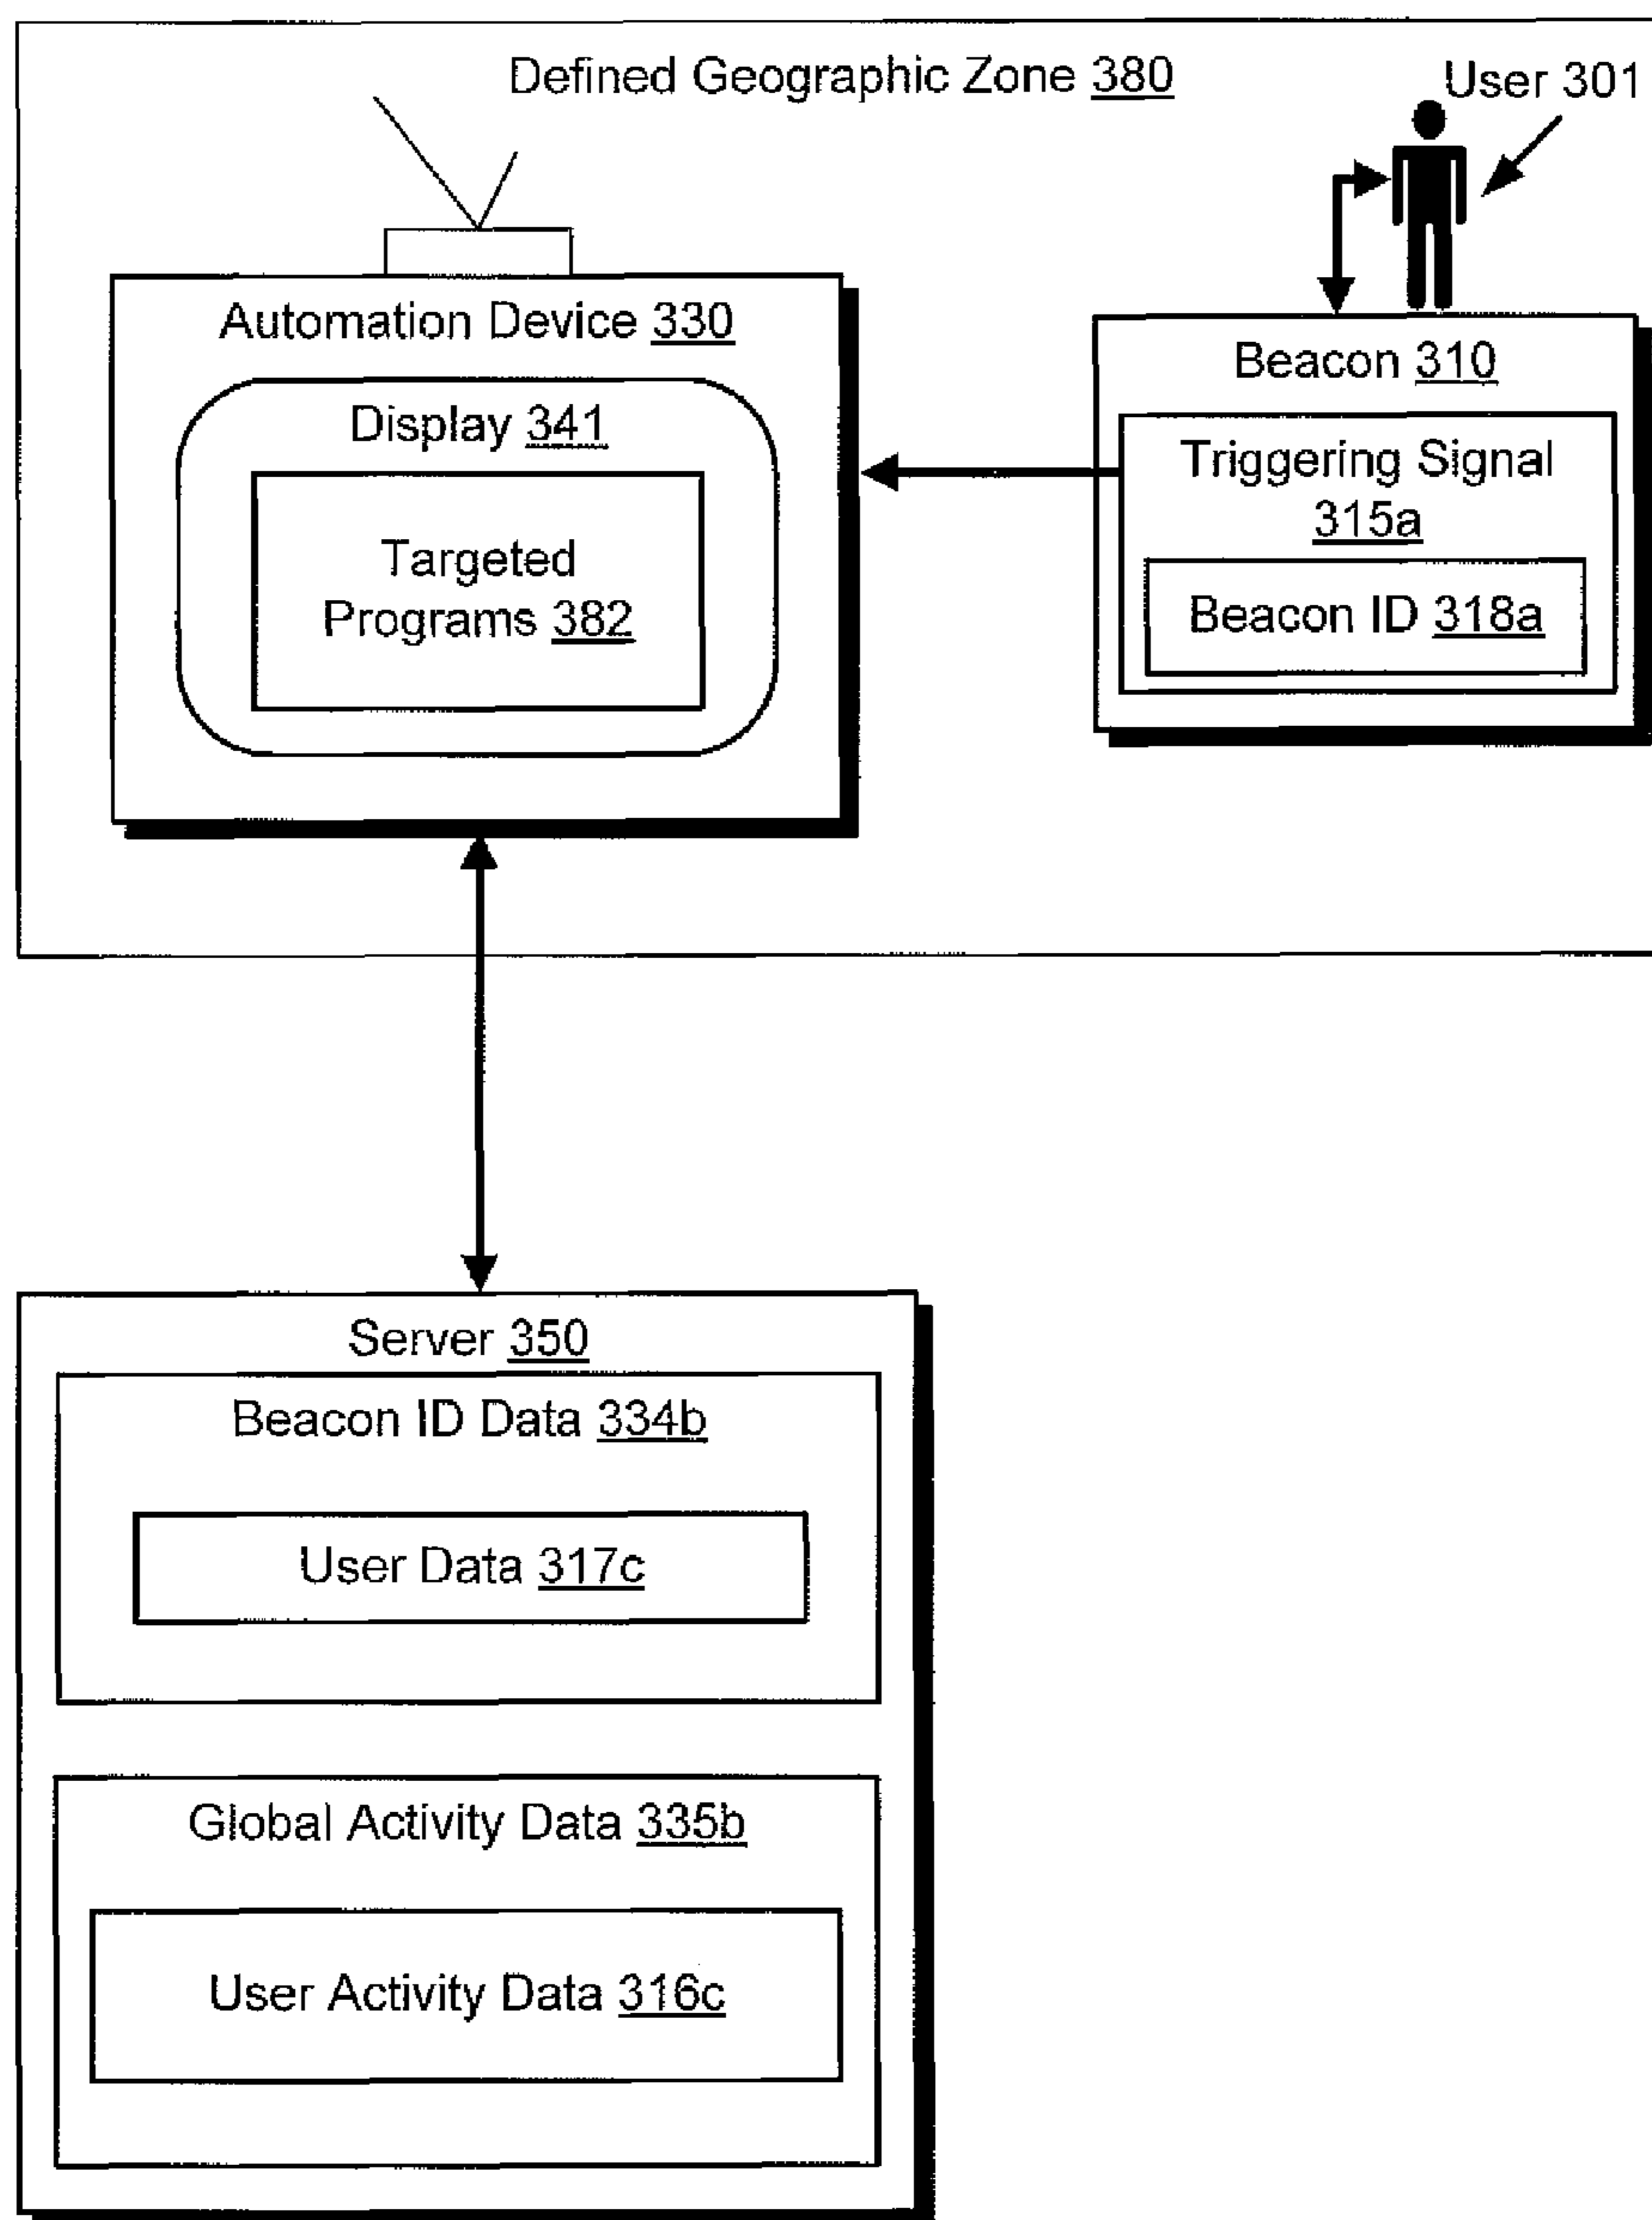 Defined Geographic Zone 380
User 301
Automation Device 330
Display 341
Targeted
Programs 382
Beacon 310
Triggering Signal
315a
Beacon ID 318a
Server 350
Beacon ID Data 334b
User Data 317c
Global Activity Data 335b
User Activity Data 316c